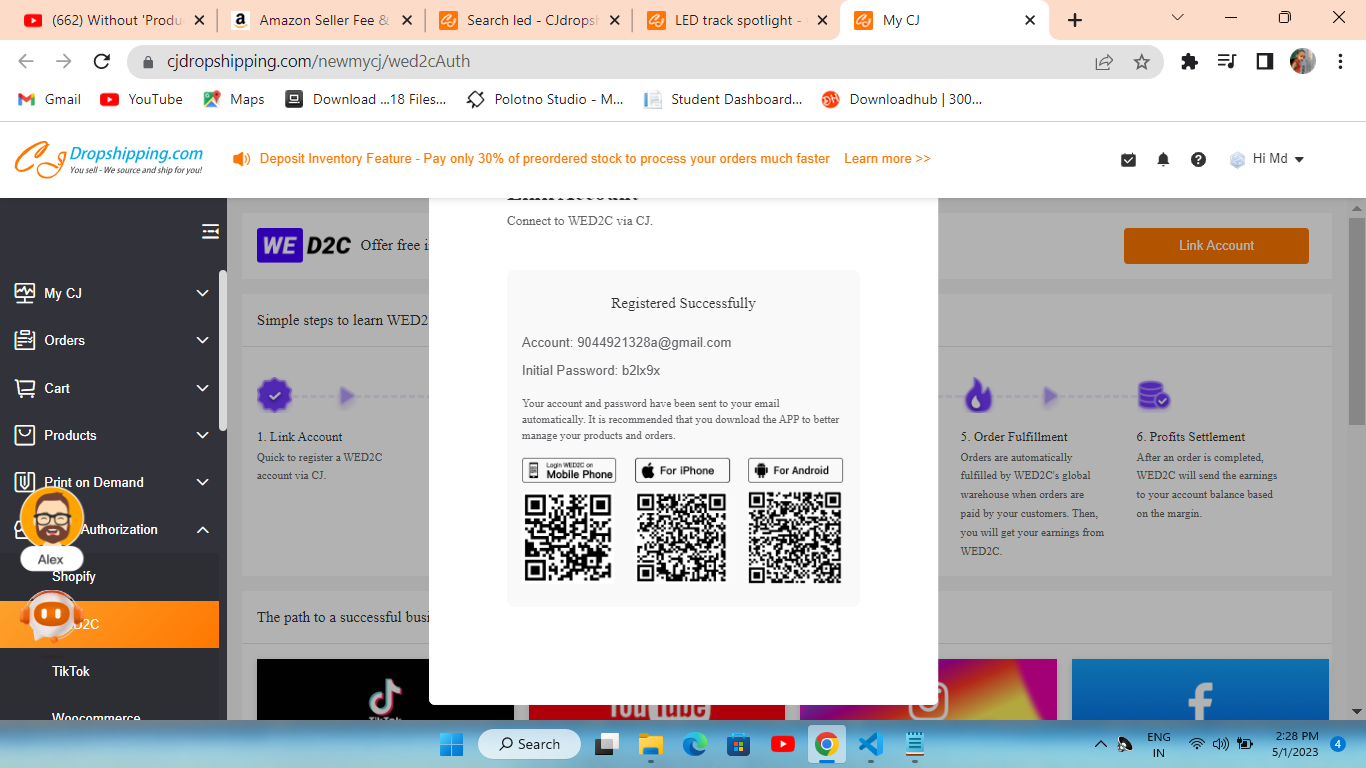 (662) Without 'Produ
Amazon Seller Fee &
Search led - CJdropsh
LED track spotlight -
My CJ
cjdropshipping.com/newmycj/wed2cAuth
Gmail
YouTube
Maps
Download ...18 Files...
Polotno Studio - M...
Student Dashboard...
Downloadhub | 300...
CJ Dropshipping.com
You sell - We source and ship for you!
Deposit Inventory Feature - Pay only 30% of preordered stock to process your orders much faster
Learn more >>
Hi Md
My CJ
Orders
Cart
Products
Print on Demand
Authorization
Alex
Shopify
D2C
TikTok
Woocommerce
WE D2C
Offer free i
Link Account
Simple steps to learn WED2
1. Link Account
Quick to register a WED2C
account via CJ.
5. Order Fulfillment
Orders are automatically
fulfilled by WED2C's global
warehouse when orders are
paid by your customers. Then,
you will get your earnings from
WED2C.
6. Profits Settlement
After an order is completed,
WED2C will send the earnings
to your account balance based
on the margin.
The path to a successful busi
TikTok
YouTube
Link Account
Connect to WED2C via CJ.
Registered Successfully
Account: 9044921328a@gmail.com
Initial Password: b2lx9x
Your account and password have been sent to your email
automatically. It is recommended that you download the APP to better
manage your products and orders.
Login WED2C on
Mobile Phone
For iPhone
For Android
Search
ENG
IN
2:28 PM
5/1/2023
4